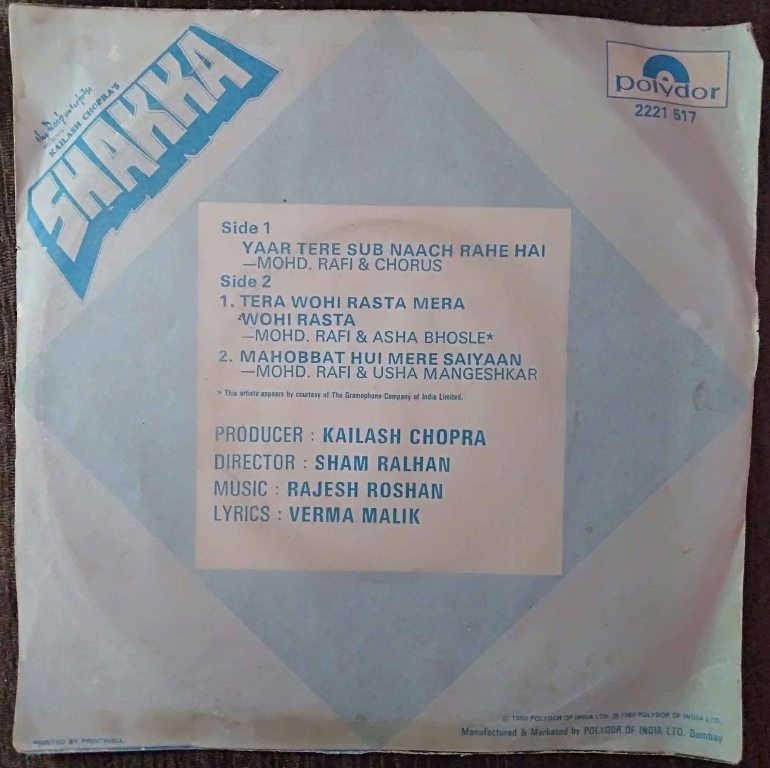 KAILASH CHOPRA'S
SHAKKA
polydor
2221 517
Side 1
YAAR TERE SUB NAACH RAHE HAI
—MOHD. RAFI & CHORUS
Side 2
1. TERA WOHI RASTA MERA
WOHI RASTA
—MOHD. RAFI & ASHA BHOSLE*
2. MAHOBBAT HUI MERE SAIYAAN
—MOHD. RAFI & USHA MANGESHKAR
* This artiste appears by courtesy of The Gramophone Company of India Limited.
PRODUCER : KAILASH CHOPRA
DIRECTOR : SHAM RALHAN
MUSIC : RAJESH ROSHAN
LYRICS : VERMA MALIK
© 1980 POLYDOR OF INDIA LTD. ℗ 1980 POLYDOR OF INDIA LTD.
Manufactured & Marketed by POLYDOR OF INDIA LTD. Bombay
PRINTED BY PRINTWELL